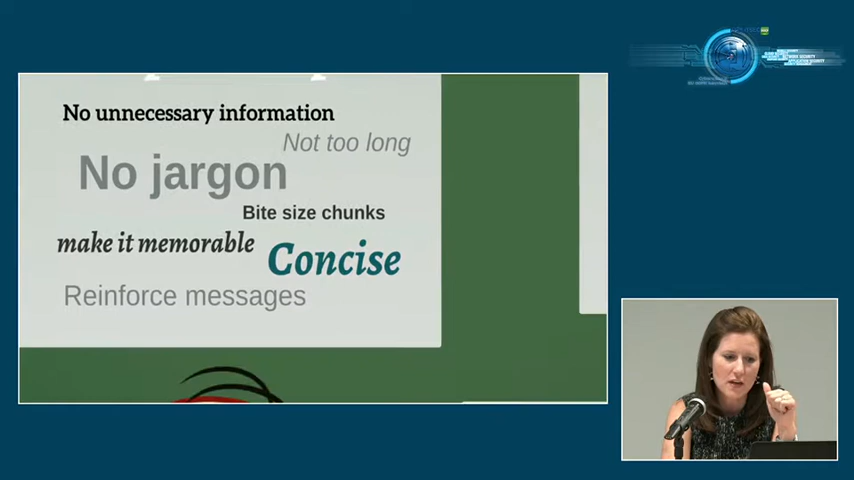 No unnecessary information
Not too long
No jargon
Bite size chunks
make it memorable
Concise
Reinforce messages